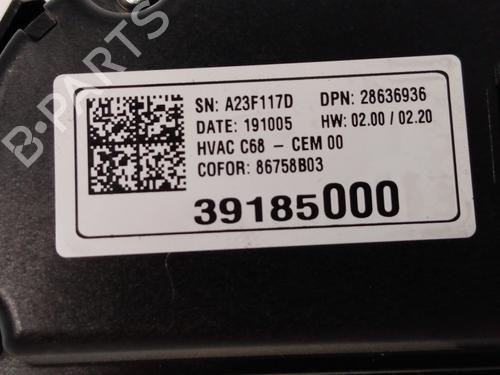 B-PARTS
SN: A23F117D DPN: 28636936
DATE: 191005 HW: 02.00 / 02.20
HVAC C68 - CEM 00
COFOR: 86758B03
39185000
B-PARTS